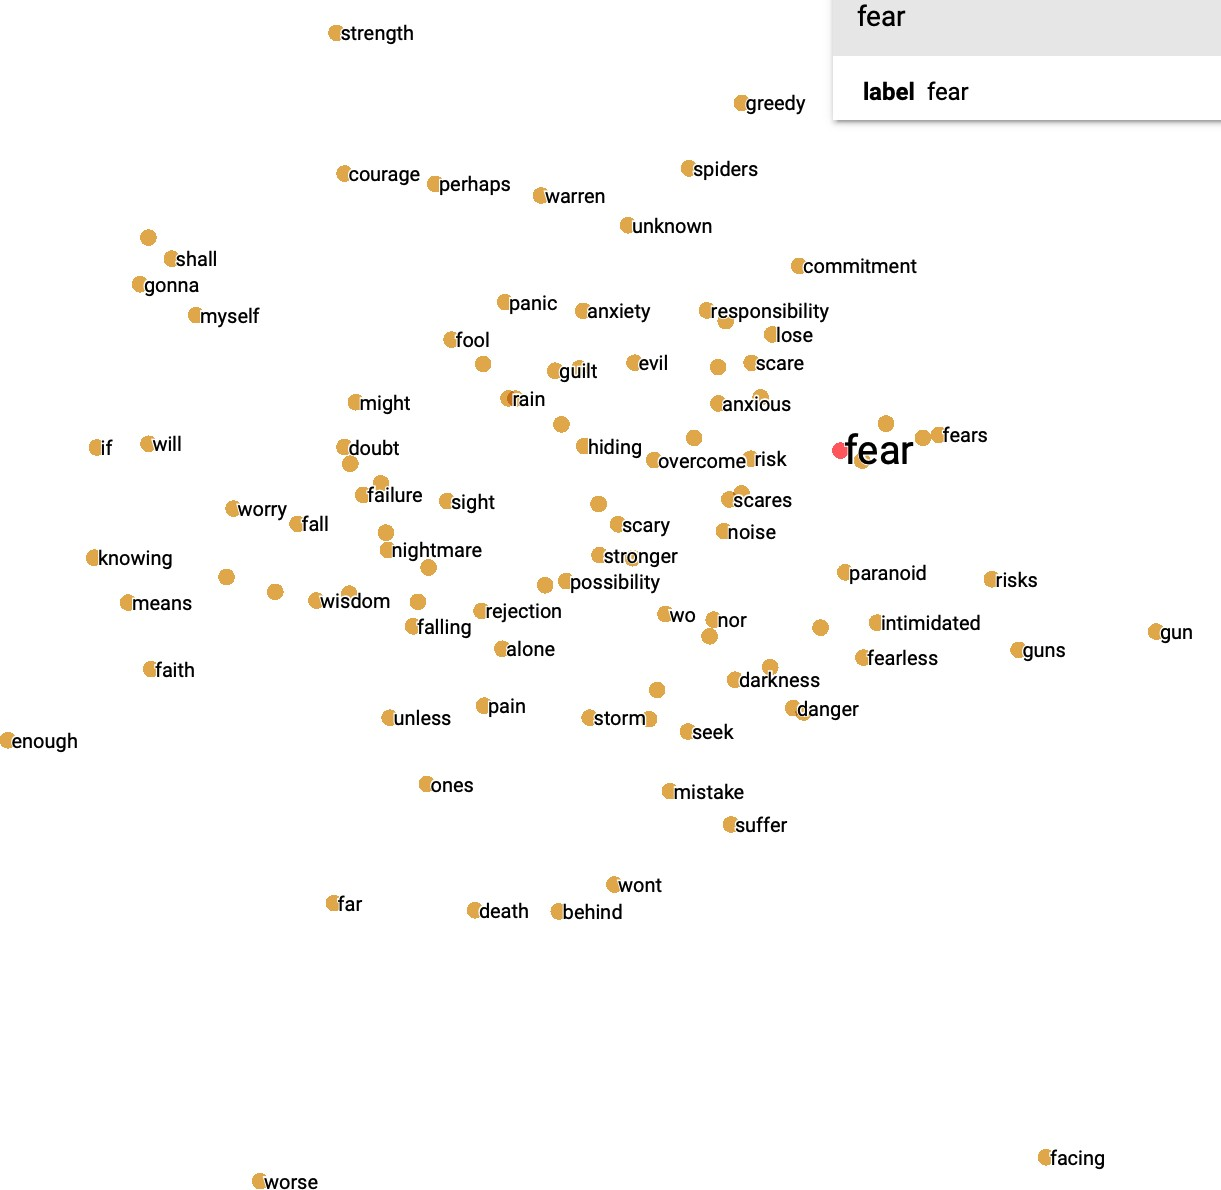 fear
strength
label fear
greedy
spiders
courage
perhaps
warren
unknown
shall
commitment
gonna
panic
anxiety
responsibility
myself
lose
fool
evil
scare
guilt
rain
might
anxious
fears
if
will
doubt
hiding
fear
overcome
risk
failure
sight
scares
worry
fall
scary
noise
nightmare
stronger
knowing
paranoid
risks
possibility
means
wisdom
rejection
wo
nor
falling
intimidated
gun
alone
guns
fearless
faith
darkness
pain
danger
unless
storm
seek
enough
ones
mistake
suffer
wont
far
death
behind
facing
worse